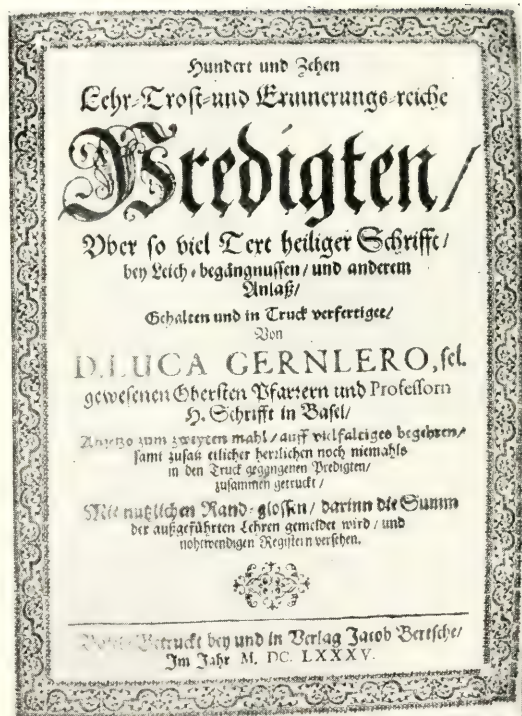 Hundert und Zehen
Lehr-Trost-und Erinnerungs-reiche
Predigten/
Vber so viel Text heiliger Schrifft/
bey Leich-begängnussen/ und anderem
Anlaß/
Gehalten und in Truck verfertiget/
Von
D. LUCA GERNLERO, sel.
gewesenen Obersten Pfarrern und Professorn
H. Schrifft in Basel/
zum zweyten mahl/ auff vielfaltiges begehren/
samt zusatz etlicher herzlichen noch niemahls
in den Truck gegangenen Predigten/
zusammen getruckt/
Mit nutzlichen Rand-glossen/ darinn die Summ
der außgeführten Lehren gemeldet wird/ und
nohtwendigen Registern versehen.
Getruckt bey und in Verlag Jacob Bertsche/
Im Jahr M. DC. LXXXV.